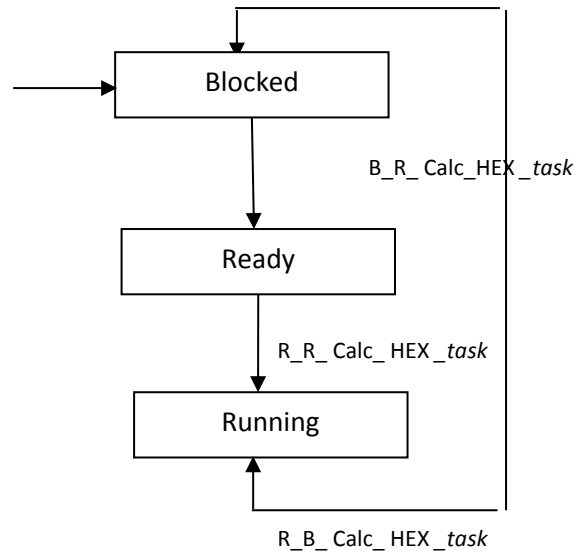 Blocked
B_R_ Calc_HEX _task
Ready
R_R_ Calc_ HEX _task
Running
R_B_ Calc_ HEX _task